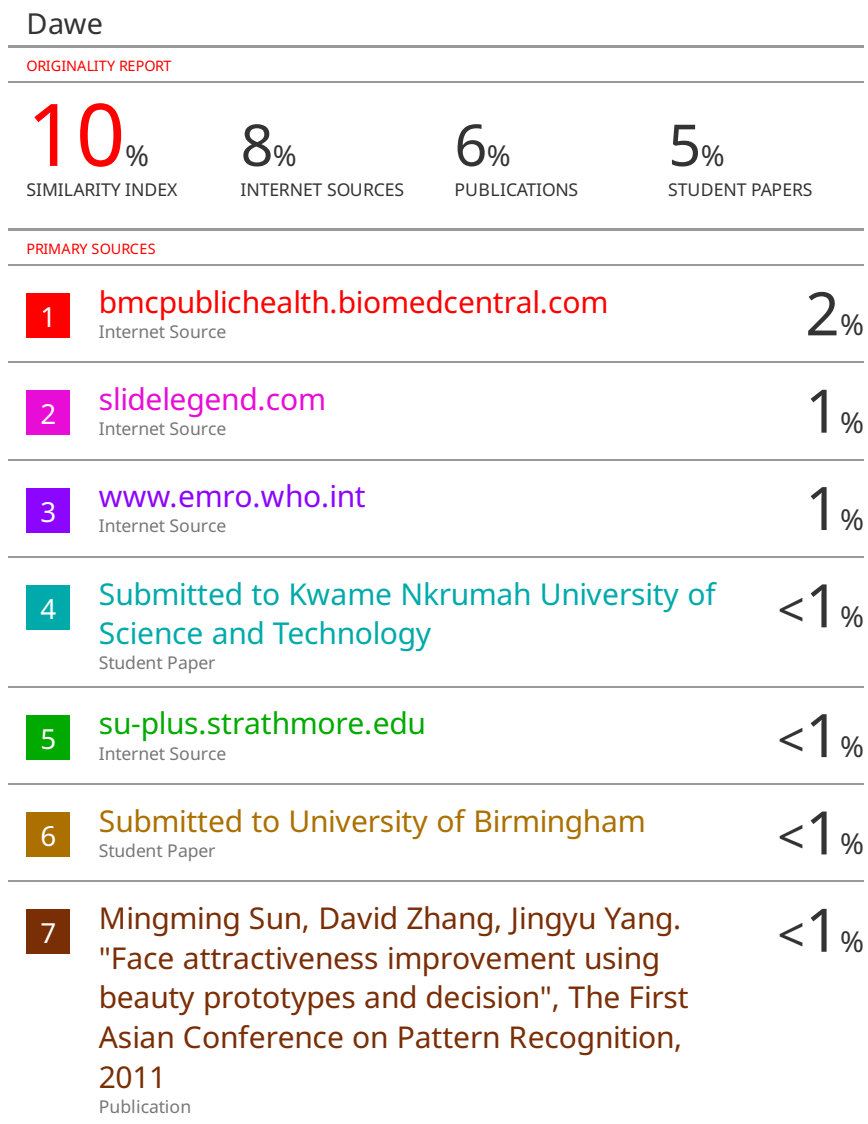 Dawe
ORIGINALITY REPORT
10% 8% 6% 5%
SIMILARITY INDEX INTERNET SOURCES PUBLICATIONS STUDENT PAPERS
PRIMARY SOURCES
1 bmcpublichealth.biomedcentral.com 2%
Internet Source
2 slidelegend.com 1%
Internet Source
3 www.emro.who.int 1%
Internet Source
4 Submitted to Kwame Nkrumah University of <1%
Science and Technology
Student Paper
5 su-plus.strathmore.edu <1%
Internet Source
6 Submitted to University of Birmingham <1%
Student Paper
7 Mingming Sun, David Zhang, Jingyu Yang. <1%
"Face attractiveness improvement using
beauty prototypes and decision", The First
Asian Conference on Pattern Recognition,
2011
Publication